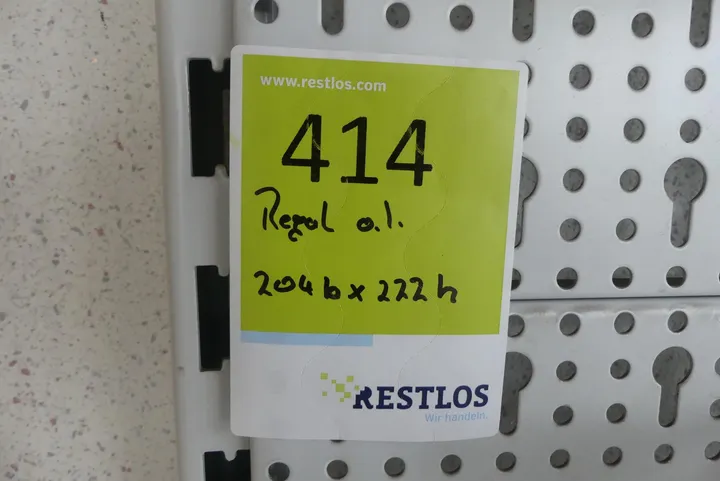 www.restlos.com
414
Regal o.I.
204 b x 222 h
RESTLOS
Wir handeln.